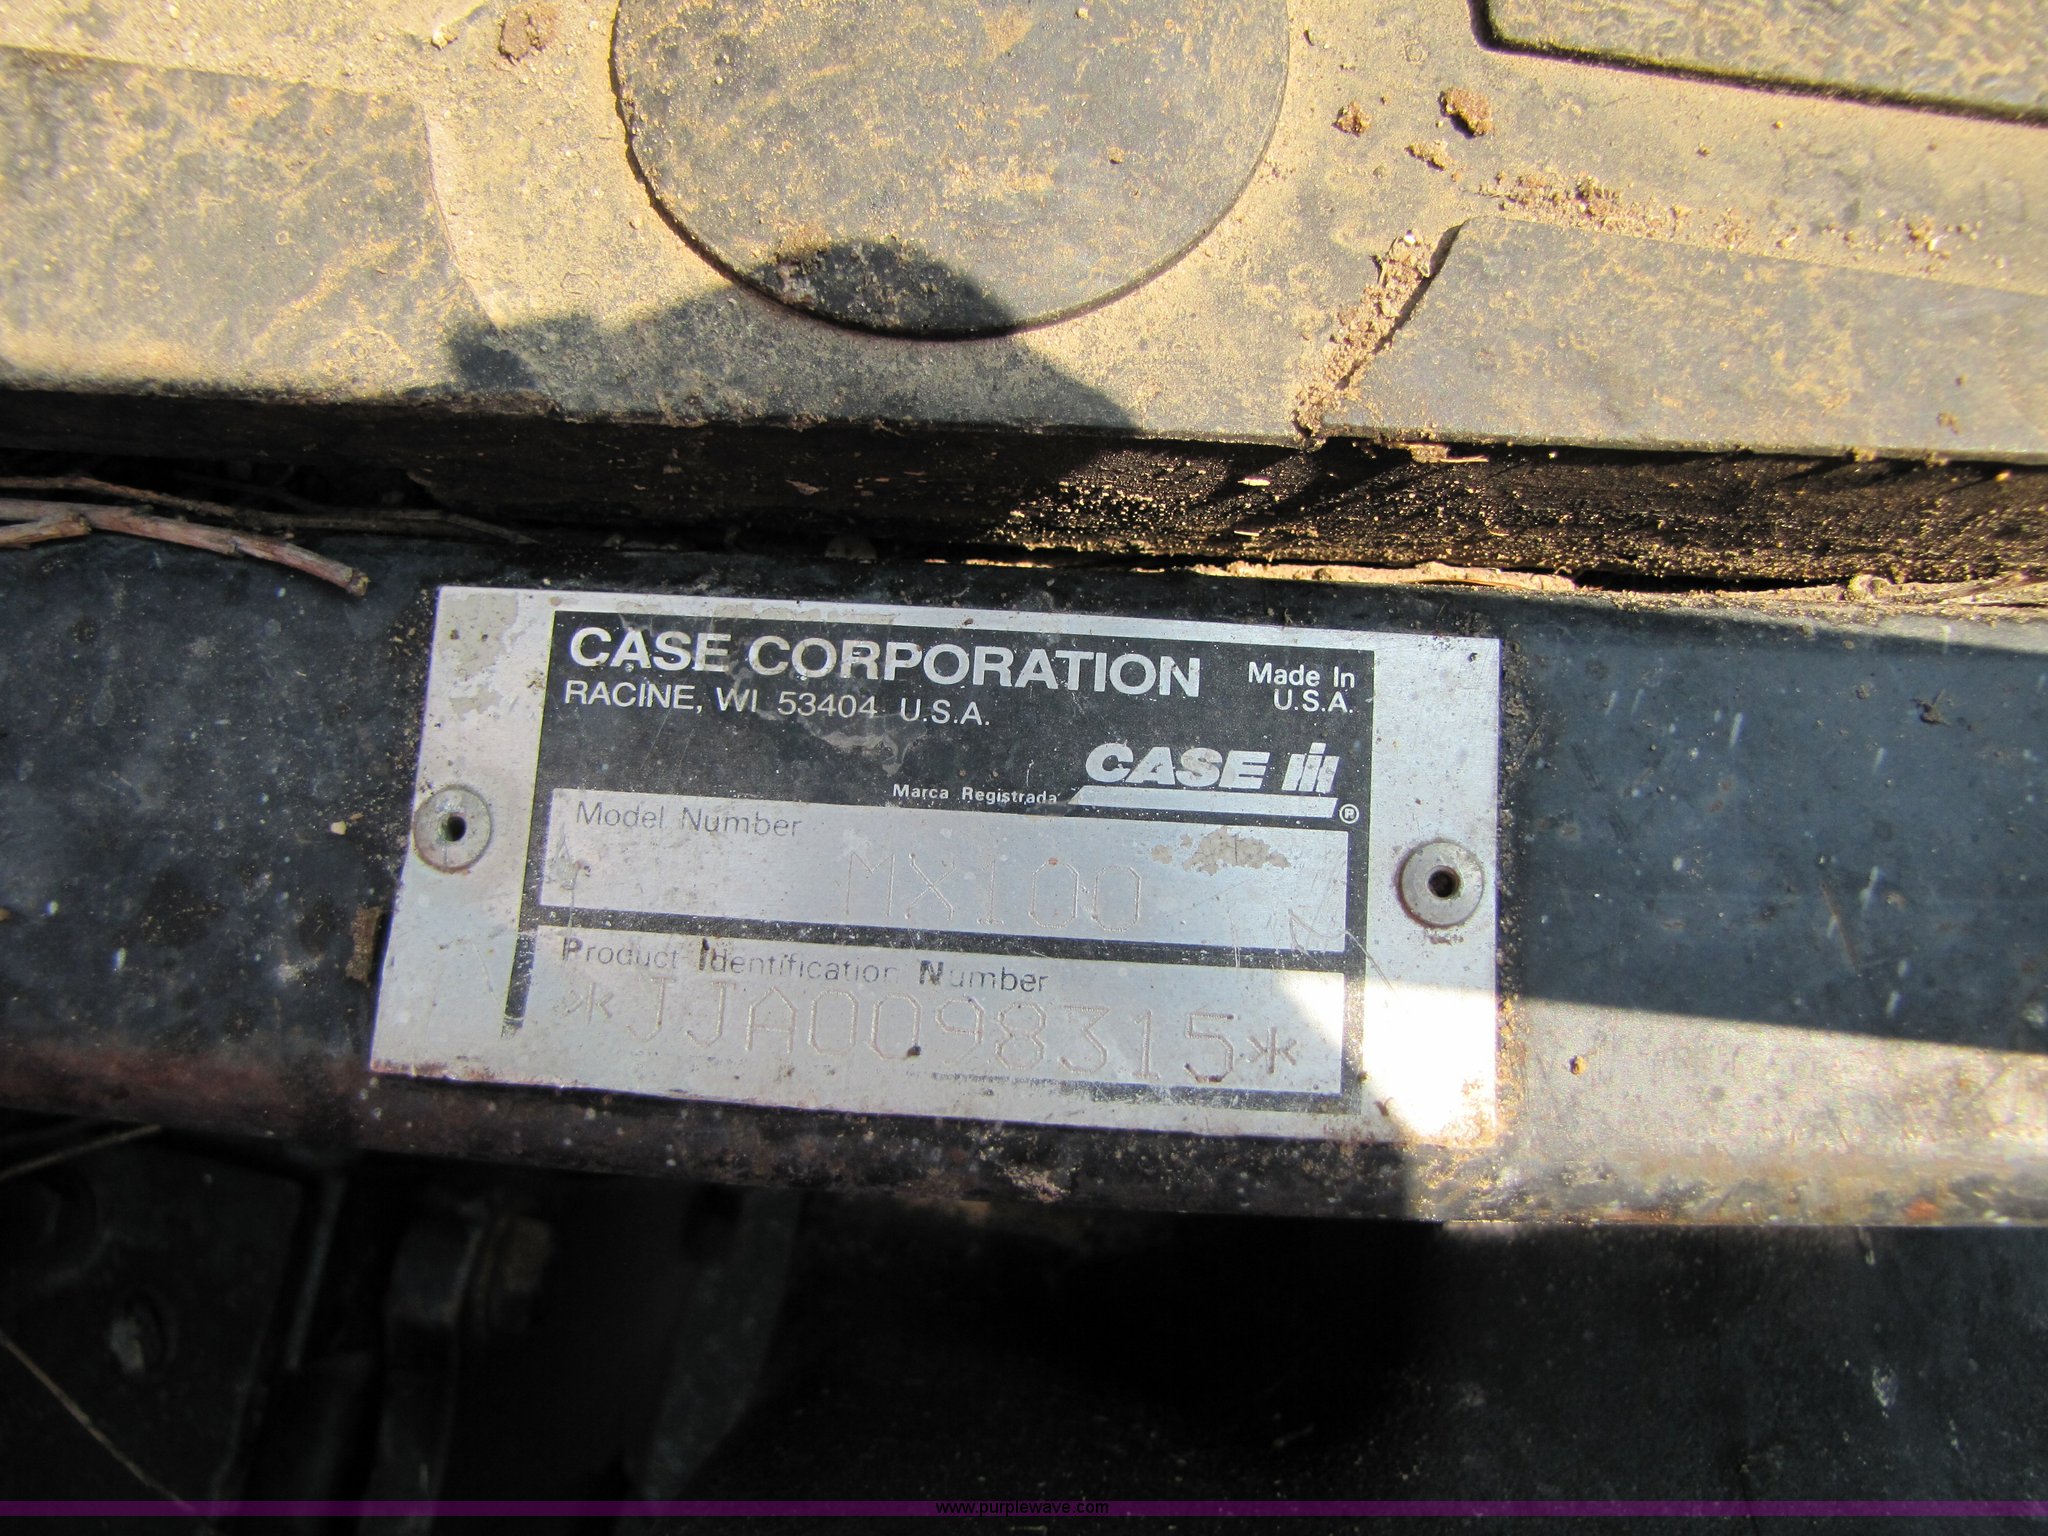 CASE CORPORATION
RACINE, WI 53404 U.S.A.
Made In
U.S.A.
CASE IH
Marca Registrada ®
Model Number
MX100
Product Identification Number
*JJA0098315*
www.purplewave.com